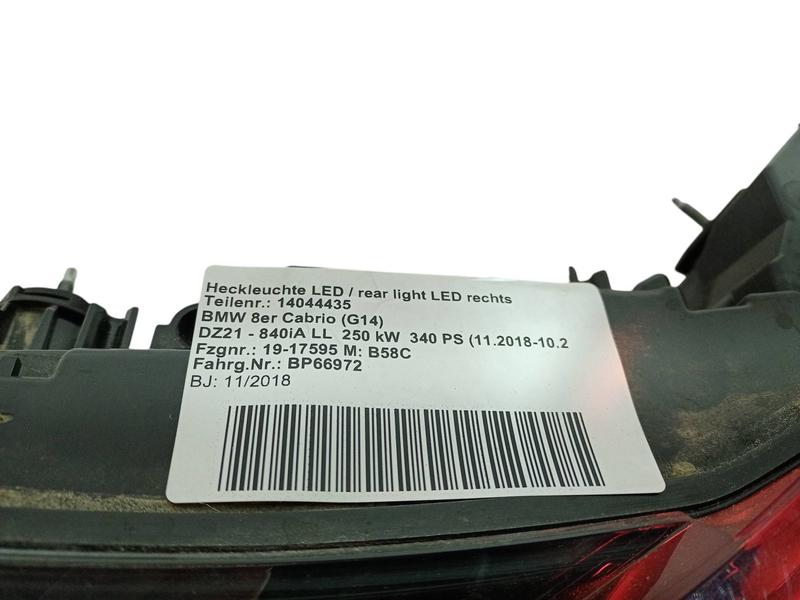 Heckleuchte LED / rear light LED rechts
Teilenr.: 14044435
BMW 8er Cabrio (G14)
DZ21 - 840iA LL 250 kW 340 PS (11.2018-10.2
Fzgnr.: 19-17595 M: B58C
Fahrg.Nr.: BP66972
BJ: 11/2018